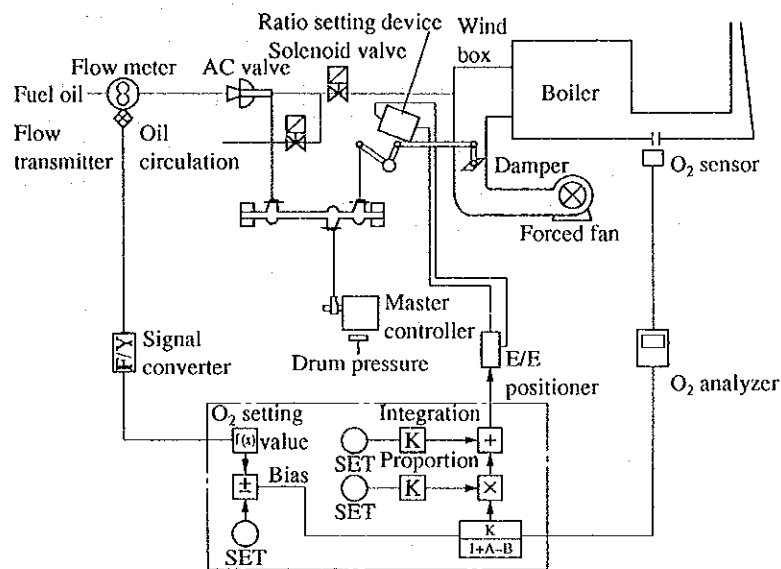 Ratio setting device
Solenoid valve
Wind
box
Flow meter
AC valve
Fuel oil
Boiler
Flow
transmitter
Oil
circulation
Damper
O₂ sensor
Forced fan
Master
controller
Drum pressure
F/Y
Signal
converter
E/E
positioner
O₂ analyzer
O₂ setting
value
f(x)
Integration
SET
K
+
Proportion
SET
K
×
±
Bias
SET
K
1+A-B